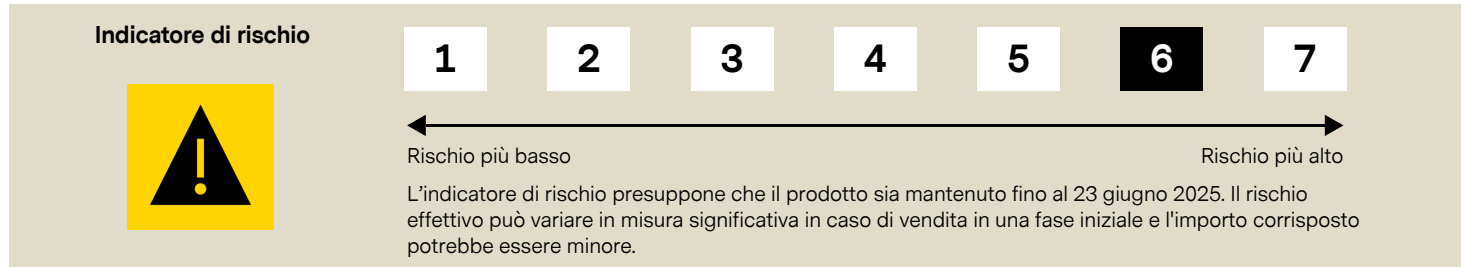 Indicatore di rischio
1 2 3 4 5 6 7
Rischio più basso Rischio più alto
L’indicatore di rischio presuppone che il prodotto sia mantenuto fino al 23 giugno 2025. Il rischio
effettivo può variare in misura significativa in caso di vendita in una fase iniziale e l'importo corrisposto
potrebbe essere minore.